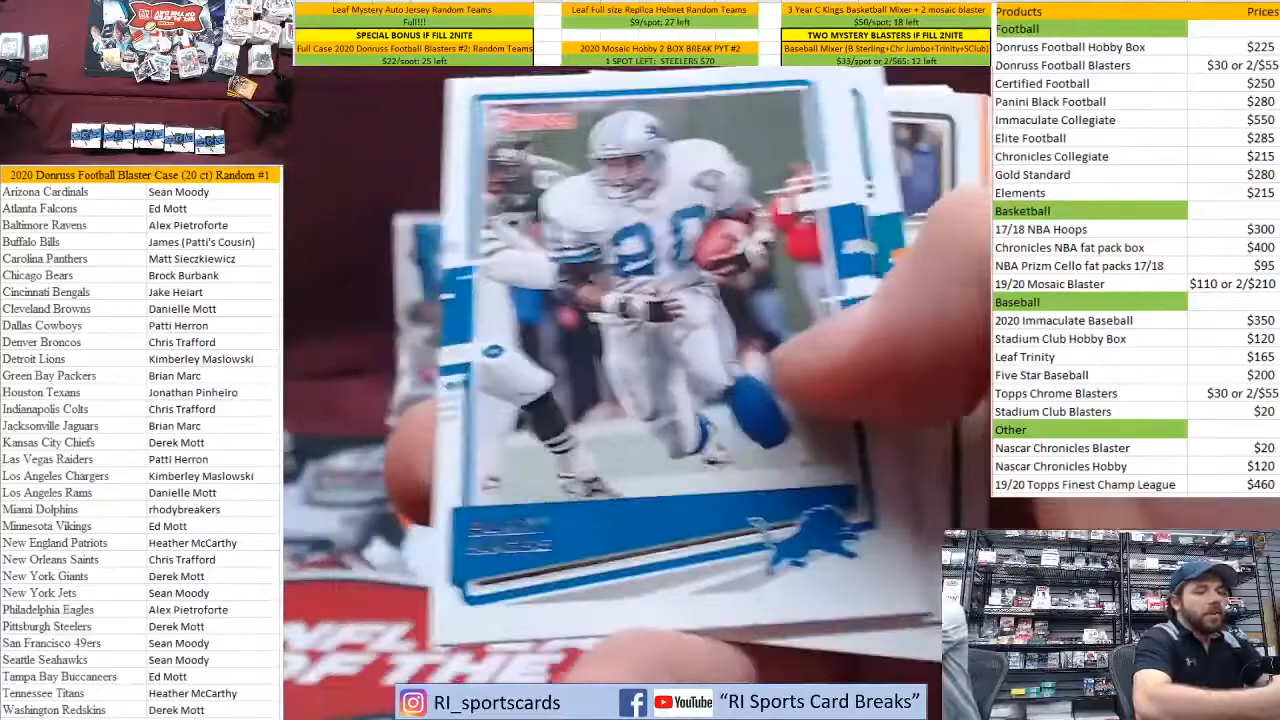 Leaf Mystery Auto Jersey Random Teams
Full!!!
SPECIAL BONUS IF FILL 2NITE
Full Case 2020 Donruss Football Blasters #2; Random Teams
$22/spot: 25 left
Leaf Full size Replica Helmet Random Teams
$9/spot; 27 left
2020 Mosaic Hobby 2 BOX BREAK PYT #2
1 SPOT LEFT: STEELERS $70
3 Year C Kings Basketball Mixer + 2 mosaic blaster
$50/spot; 18 left
TWO MYSTERY BLASTERS IF FILL 2NITE
Baseball Mixer (B Sterling+Chr Jumbo+Trinity+SClub)
$33/spot or 2/$65: 12 left
Products Prices
Football
Donruss Football Hobby Box $225
Donruss Football Blasters $30 or 2/$55
Certified Football $250
Panini Black Football $280
Immaculate Collegiate $550
Elite Football $285
Chronicles Collegiate $215
Gold Standard $280
Elements $215
Basketball
17/18 NBA Hoops $300
Chronicles NBA fat pack box $400
NBA Prizm Cello fat packs 17/18 $95
19/20 Mosaic Blaster $110 or 2/$210
Baseball
2020 Immaculate Baseball $350
Stadium Club Hobby Box $120
Leaf Trinity $165
Five Star Baseball $200
Topps Chrome Blasters $30 or 2/$55
Stadium Club Blasters $20
Other
Nascar Chronicles Blaster $20
Nascar Chronicles Hobby $120
19/20 Topps Finest Champ League $460
2020 Donruss Football Blaster Case (20 ct) Random #1
Arizona Cardinals Sean Moody
Atlanta Falcons Ed Mott
Baltimore Ravens Alex Pietroforte
Buffalo Bills James (Patti's Cousin)
Carolina Panthers Matt Sieczkiewicz
Chicago Bears Brock Burbank
Cincinnati Bengals Jake Heiart
Cleveland Browns Danielle Mott
Dallas Cowboys Patti Herron
Denver Broncos Chris Trafford
Detroit Lions Kimberley Maslowski
Green Bay Packers Brian Marc
Houston Texans Jonathan Pinheiro
Indianapolis Colts Chris Trafford
Jacksonville Jaguars Brian Marc
Kansas City Chiefs Derek Mott
Las Vegas Raiders Patti Herron
Los Angeles Chargers Kimberley Maslowski
Los Angeles Rams Danielle Mott
Miami Dolphins rhodybreakers
Minnesota Vikings Ed Mott
New England Patriots Heather McCarthy
New Orleans Saints Chris Trafford
New York Giants Derek Mott
New York Jets Sean Moody
Philadelphia Eagles Alex Pietroforte
Pittsburgh Steelers Derek Mott
San Francisco 49ers Sean Moody
Seattle Seahawks Sean Moody
Tampa Bay Buccaneers Ed Mott
Tennessee Titans Heather McCarthy
Washington Redskins Derek Mott
20
THE
RI_sportscards
YouTube
"RI Sports Card Breaks"